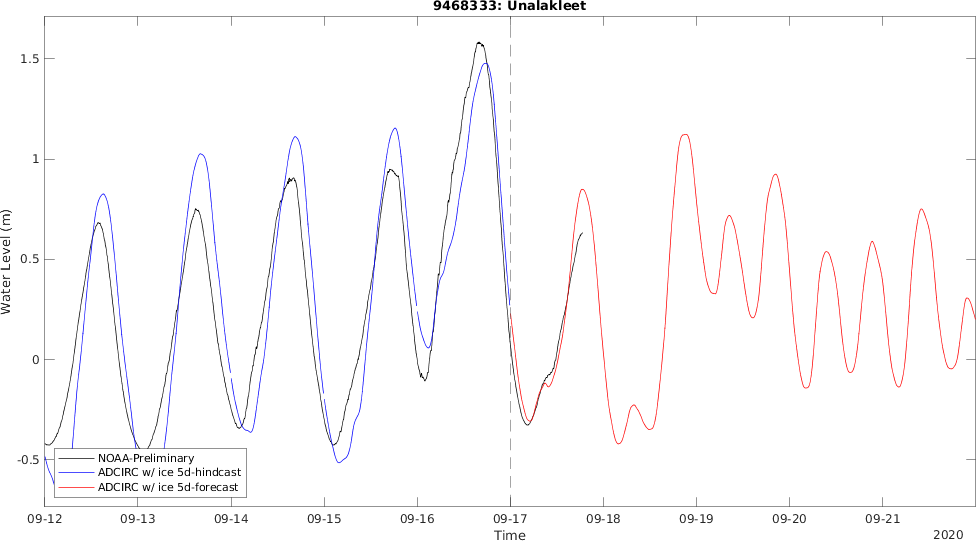 9468333: Unalakleet
Water Level (m)
1.5
1
0.5
0
-0.5
NOAA-Preliminary
ADCIRC w/ ice 5d-hindcast
ADCIRC w/ ice 5d-forecast
09-12 09-13 09-14 09-15 09-16 09-17 09-18 09-19 09-20 09-21
Time
2020